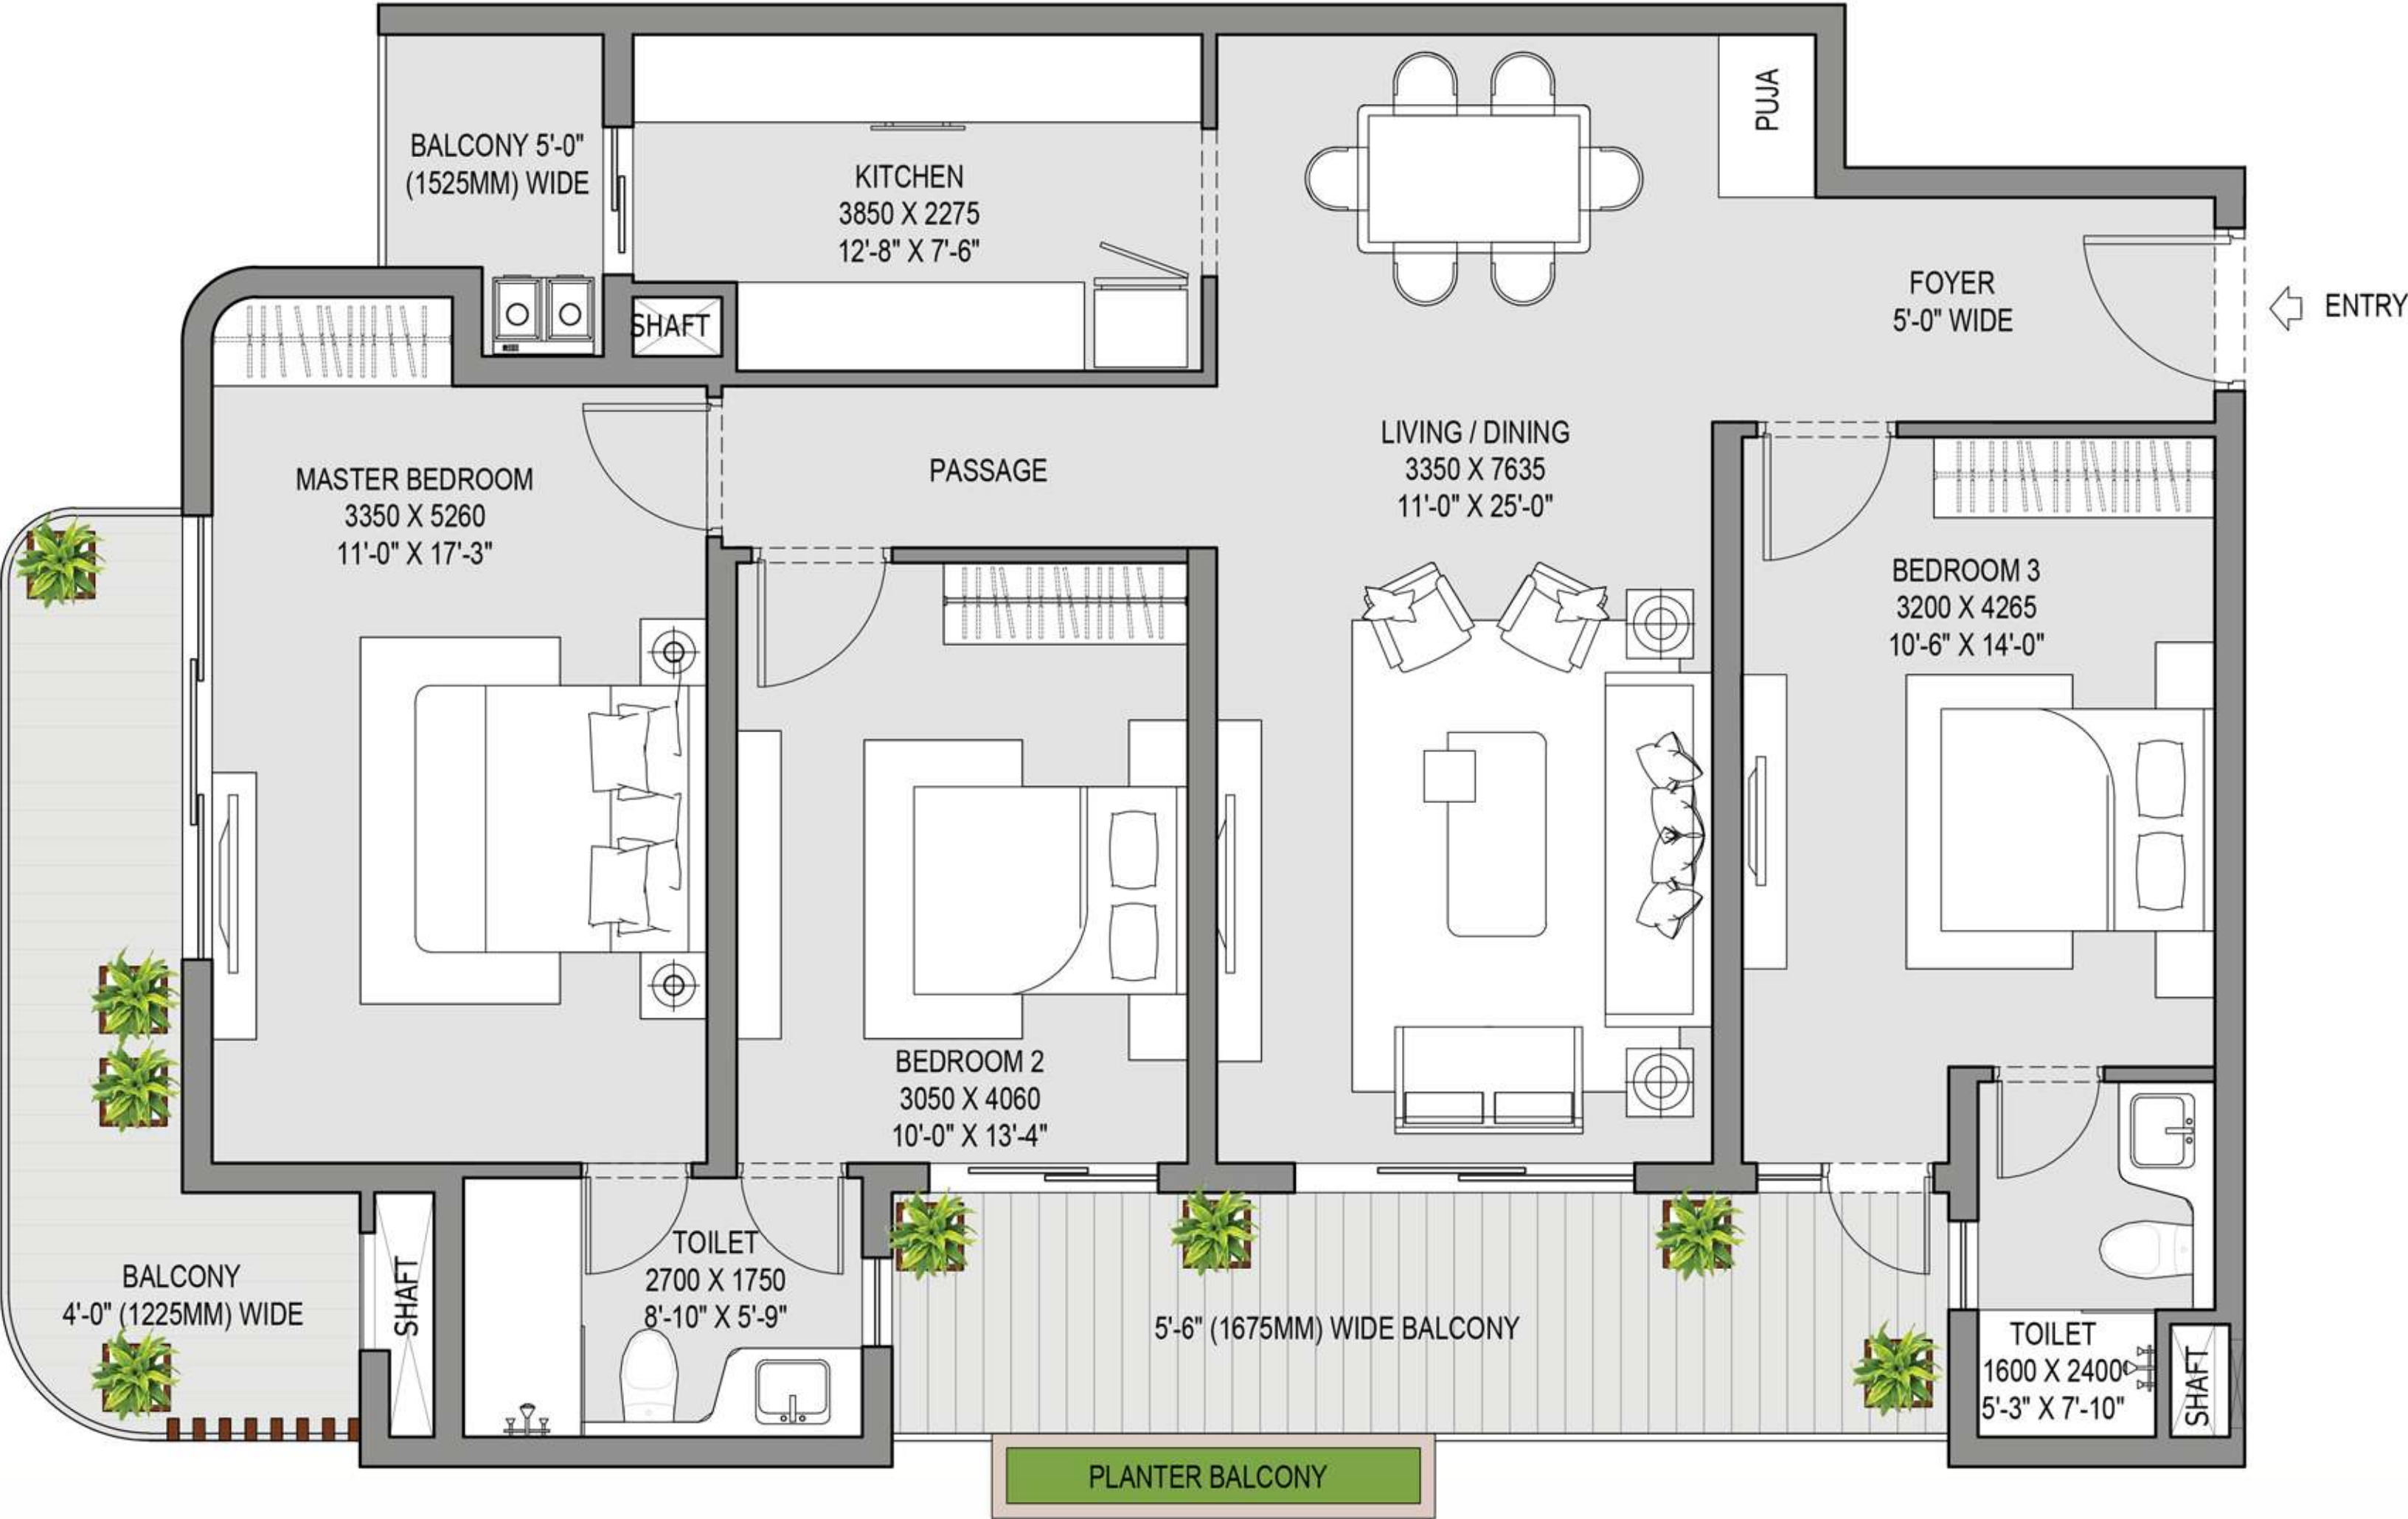 PUJA
BALCONY 5'-0"
(1525MM) WIDE
KITCHEN
3850 X 2275
12'-8" X 7'-6"
FOYER
5'-0" WIDE
ENTRY
SHAFT
LIVING / DINING
3350 X 7635
11'-0" X 25'-0"
PASSAGE
MASTER BEDROOM
3350 X 5260
11'-0" X 17'-3"
BEDROOM 3
3200 X 4265
10'-6" X 14'-0"
BEDROOM 2
3050 X 4060
10'-0" X 13'-4"
TOILET
2700 X 1750
8'-10" X 5'-9"
BALCONY
4'-0" (1225MM) WIDE
SHAFT
5'-6" (1675MM) WIDE BALCONY
TOILET
1600 X 2400
5'-3" X 7'-10"
SHAFT
PLANTER BALCONY